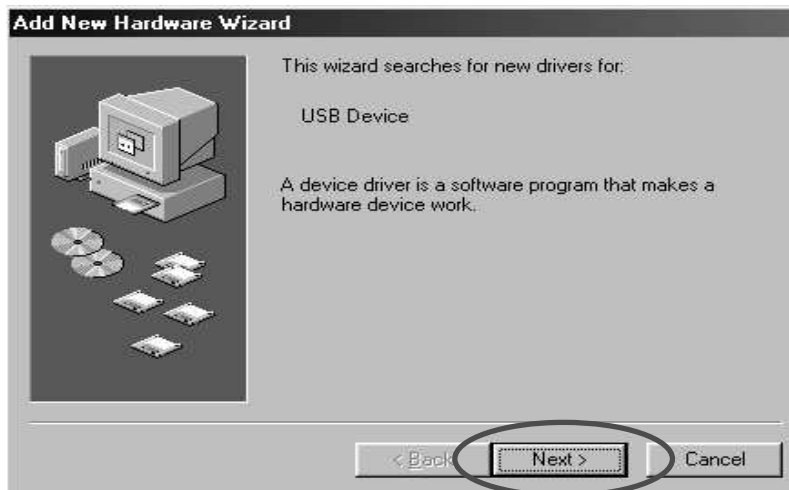 Add New Hardware Wizard
This wizard searches for new drivers for:
USB Device
A device driver is a software program that makes a
hardware device work.
< Back
Next >
Cancel